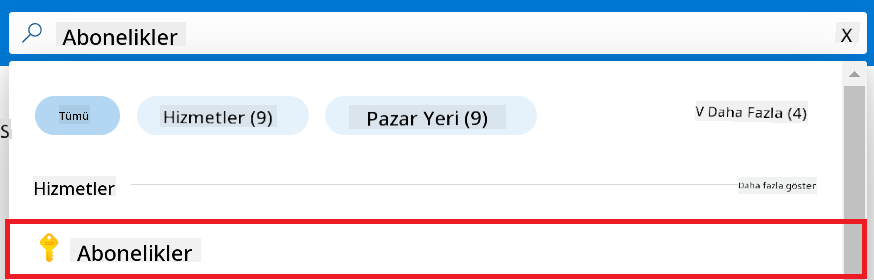 Abonelikler X
Tümü Hizmetler (9) Pazar Yeri (9) V Daha Fazla (4)
Hizmetler Daha fazla göster
Abonelikler